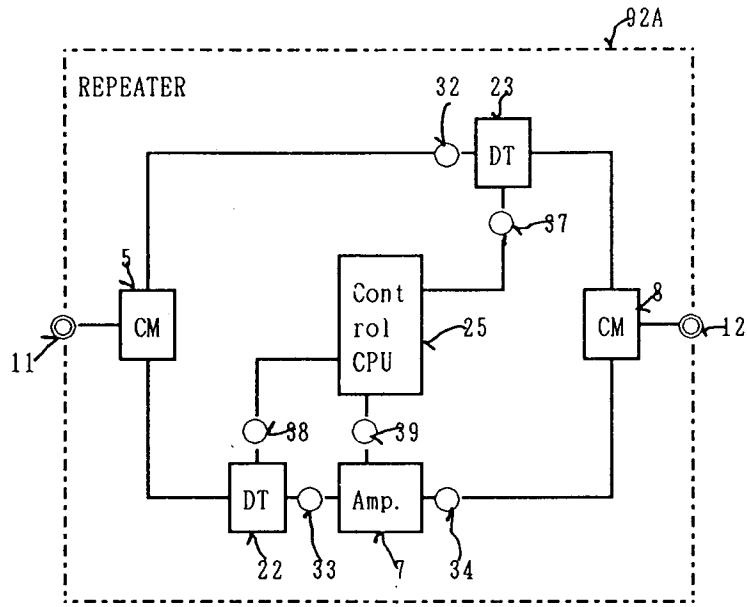 92A
REPEATER
32
23
DT
37
5
CM
11
Cont
rol
CPU
25
8
CM
12
38
39
DT
Amp.
22
33
7
34